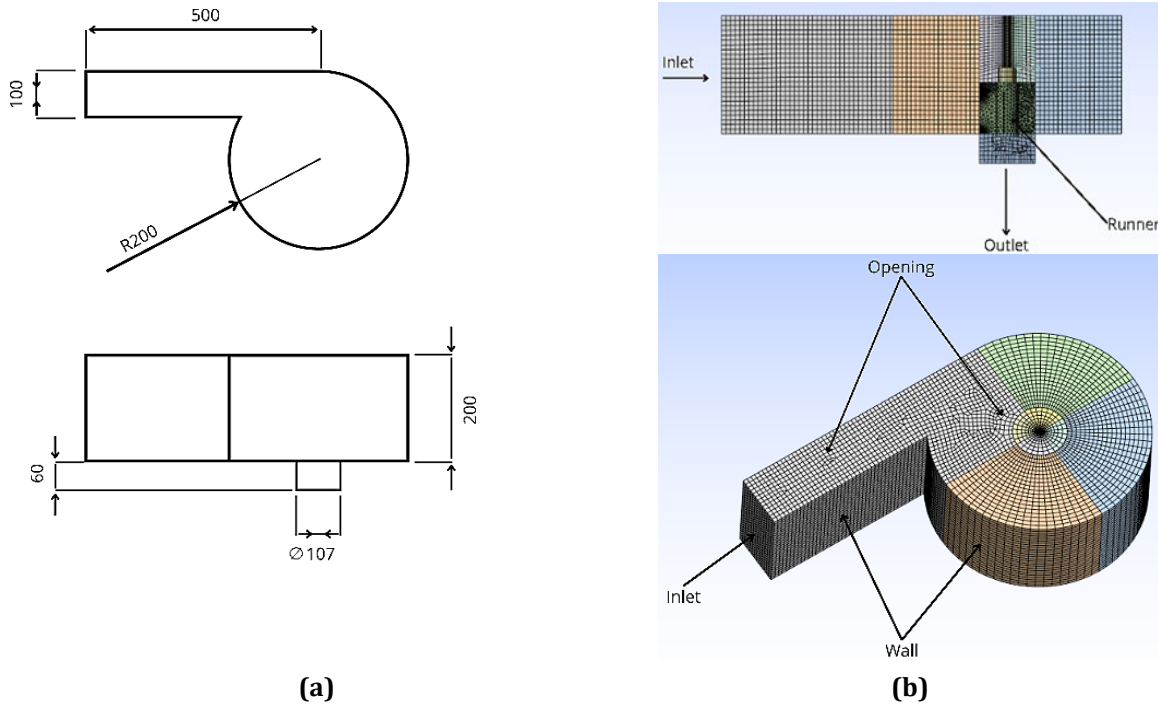 500
100
R200
200
60
∅107
(a)
Inlet
Runner
Outlet
Opening
Inlet
Wall
(b)